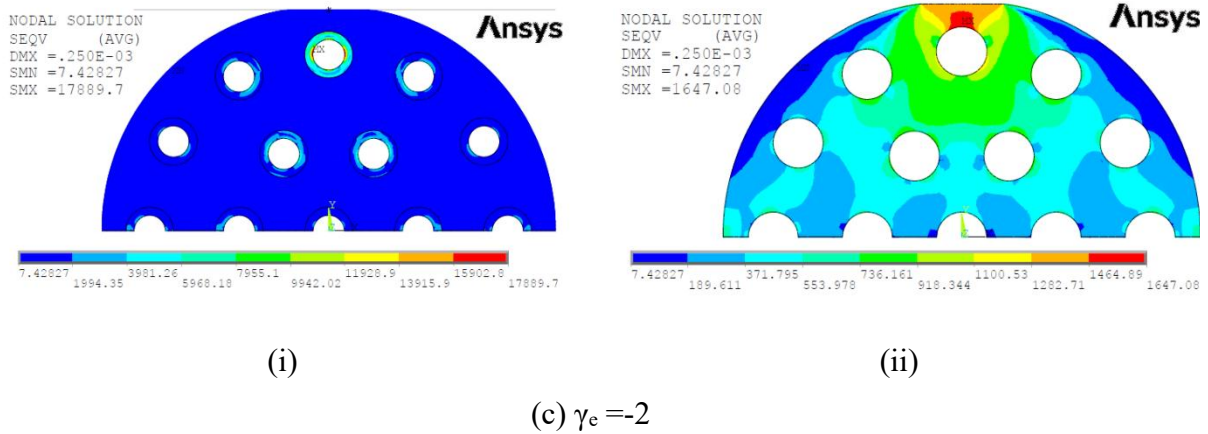 NODAL SOLUTION
SEQV (AVG)
DMX =.250E-03
SMN =7.42827
SMX =17889.7
Ansys
MX
Y
7.42827 3981.26 7955.1 11928.9 15902.8
1994.35 5968.18 9942.02 13915.9 17889.7
NODAL SOLUTION
SEQV (AVG)
DMX =.250E-03
SMN =7.42827
SMX =1647.08
Ansys
MX
Y
7.42827 371.795 736.161 1100.53 1464.89
189.611 553.978 918.344 1282.71 1647.08
(i)
(ii)
(c) γₑ =-2